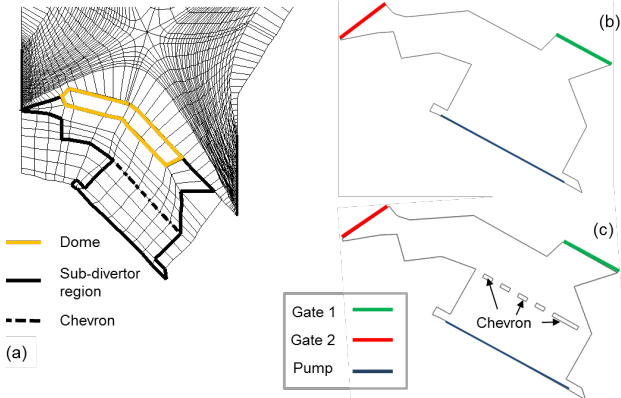 (b)
Dome
Sub-divertor
region
Chevron
(a)
(c)
Chevron
Gate 1
Gate 2
Pump